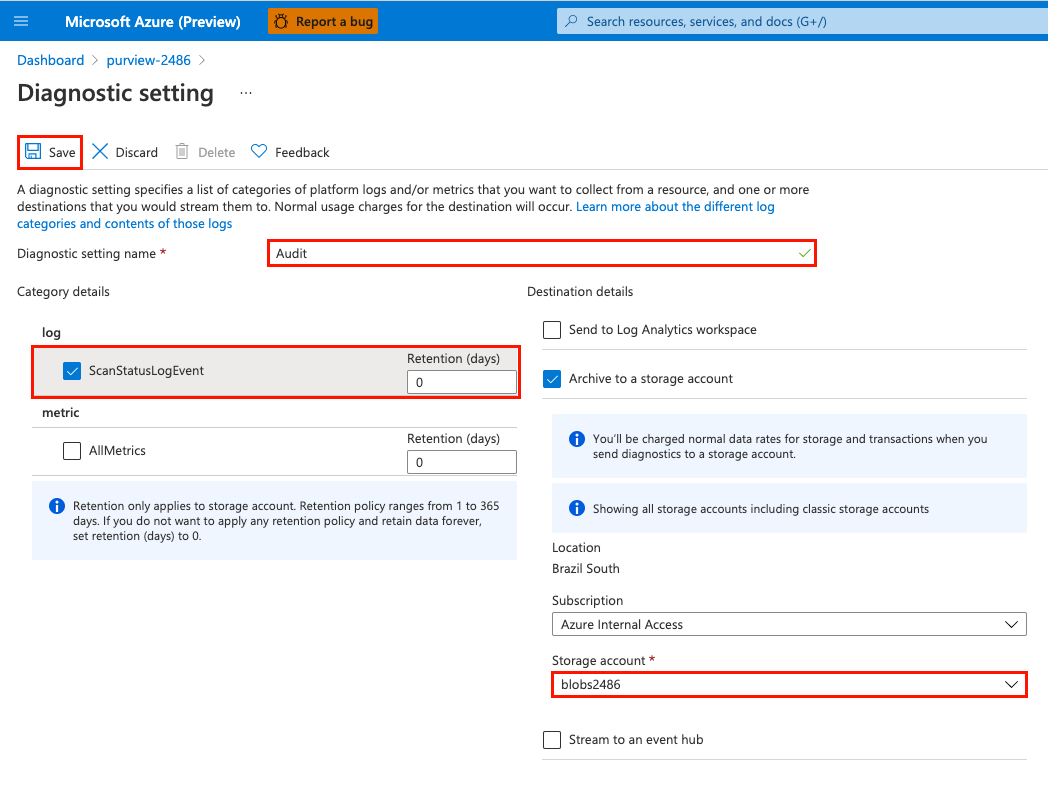 Microsoft Azure (Preview)
Report a bug
Search resources, services, and docs (G+/)
Dashboard > purview-2486 >
Diagnostic setting ...
Save
Discard
Delete
Feedback
A diagnostic setting specifies a list of categories of platform logs and/or metrics that you want to collect from a resource, and one or more
destinations that you would stream them to. Normal usage charges for the destination will occur. Learn more about the different log
categories and contents of those logs
Diagnostic setting name *
Audit
Category details
log
ScanStatusLogEvent
Retention (days)
0
metric
AllMetrics
Retention (days)
0
Retention only applies to storage account. Retention policy ranges from 1 to 365
days. If you do not want to apply any retention policy and retain data forever,
set retention (days) to 0.
Destination details
Send to Log Analytics workspace
Archive to a storage account
You'll be charged normal data rates for storage and transactions when you
send diagnostics to a storage account.
Showing all storage accounts including classic storage accounts
Location
Brazil South
Subscription
Azure Internal Access
Storage account *
blobs2486
Stream to an event hub